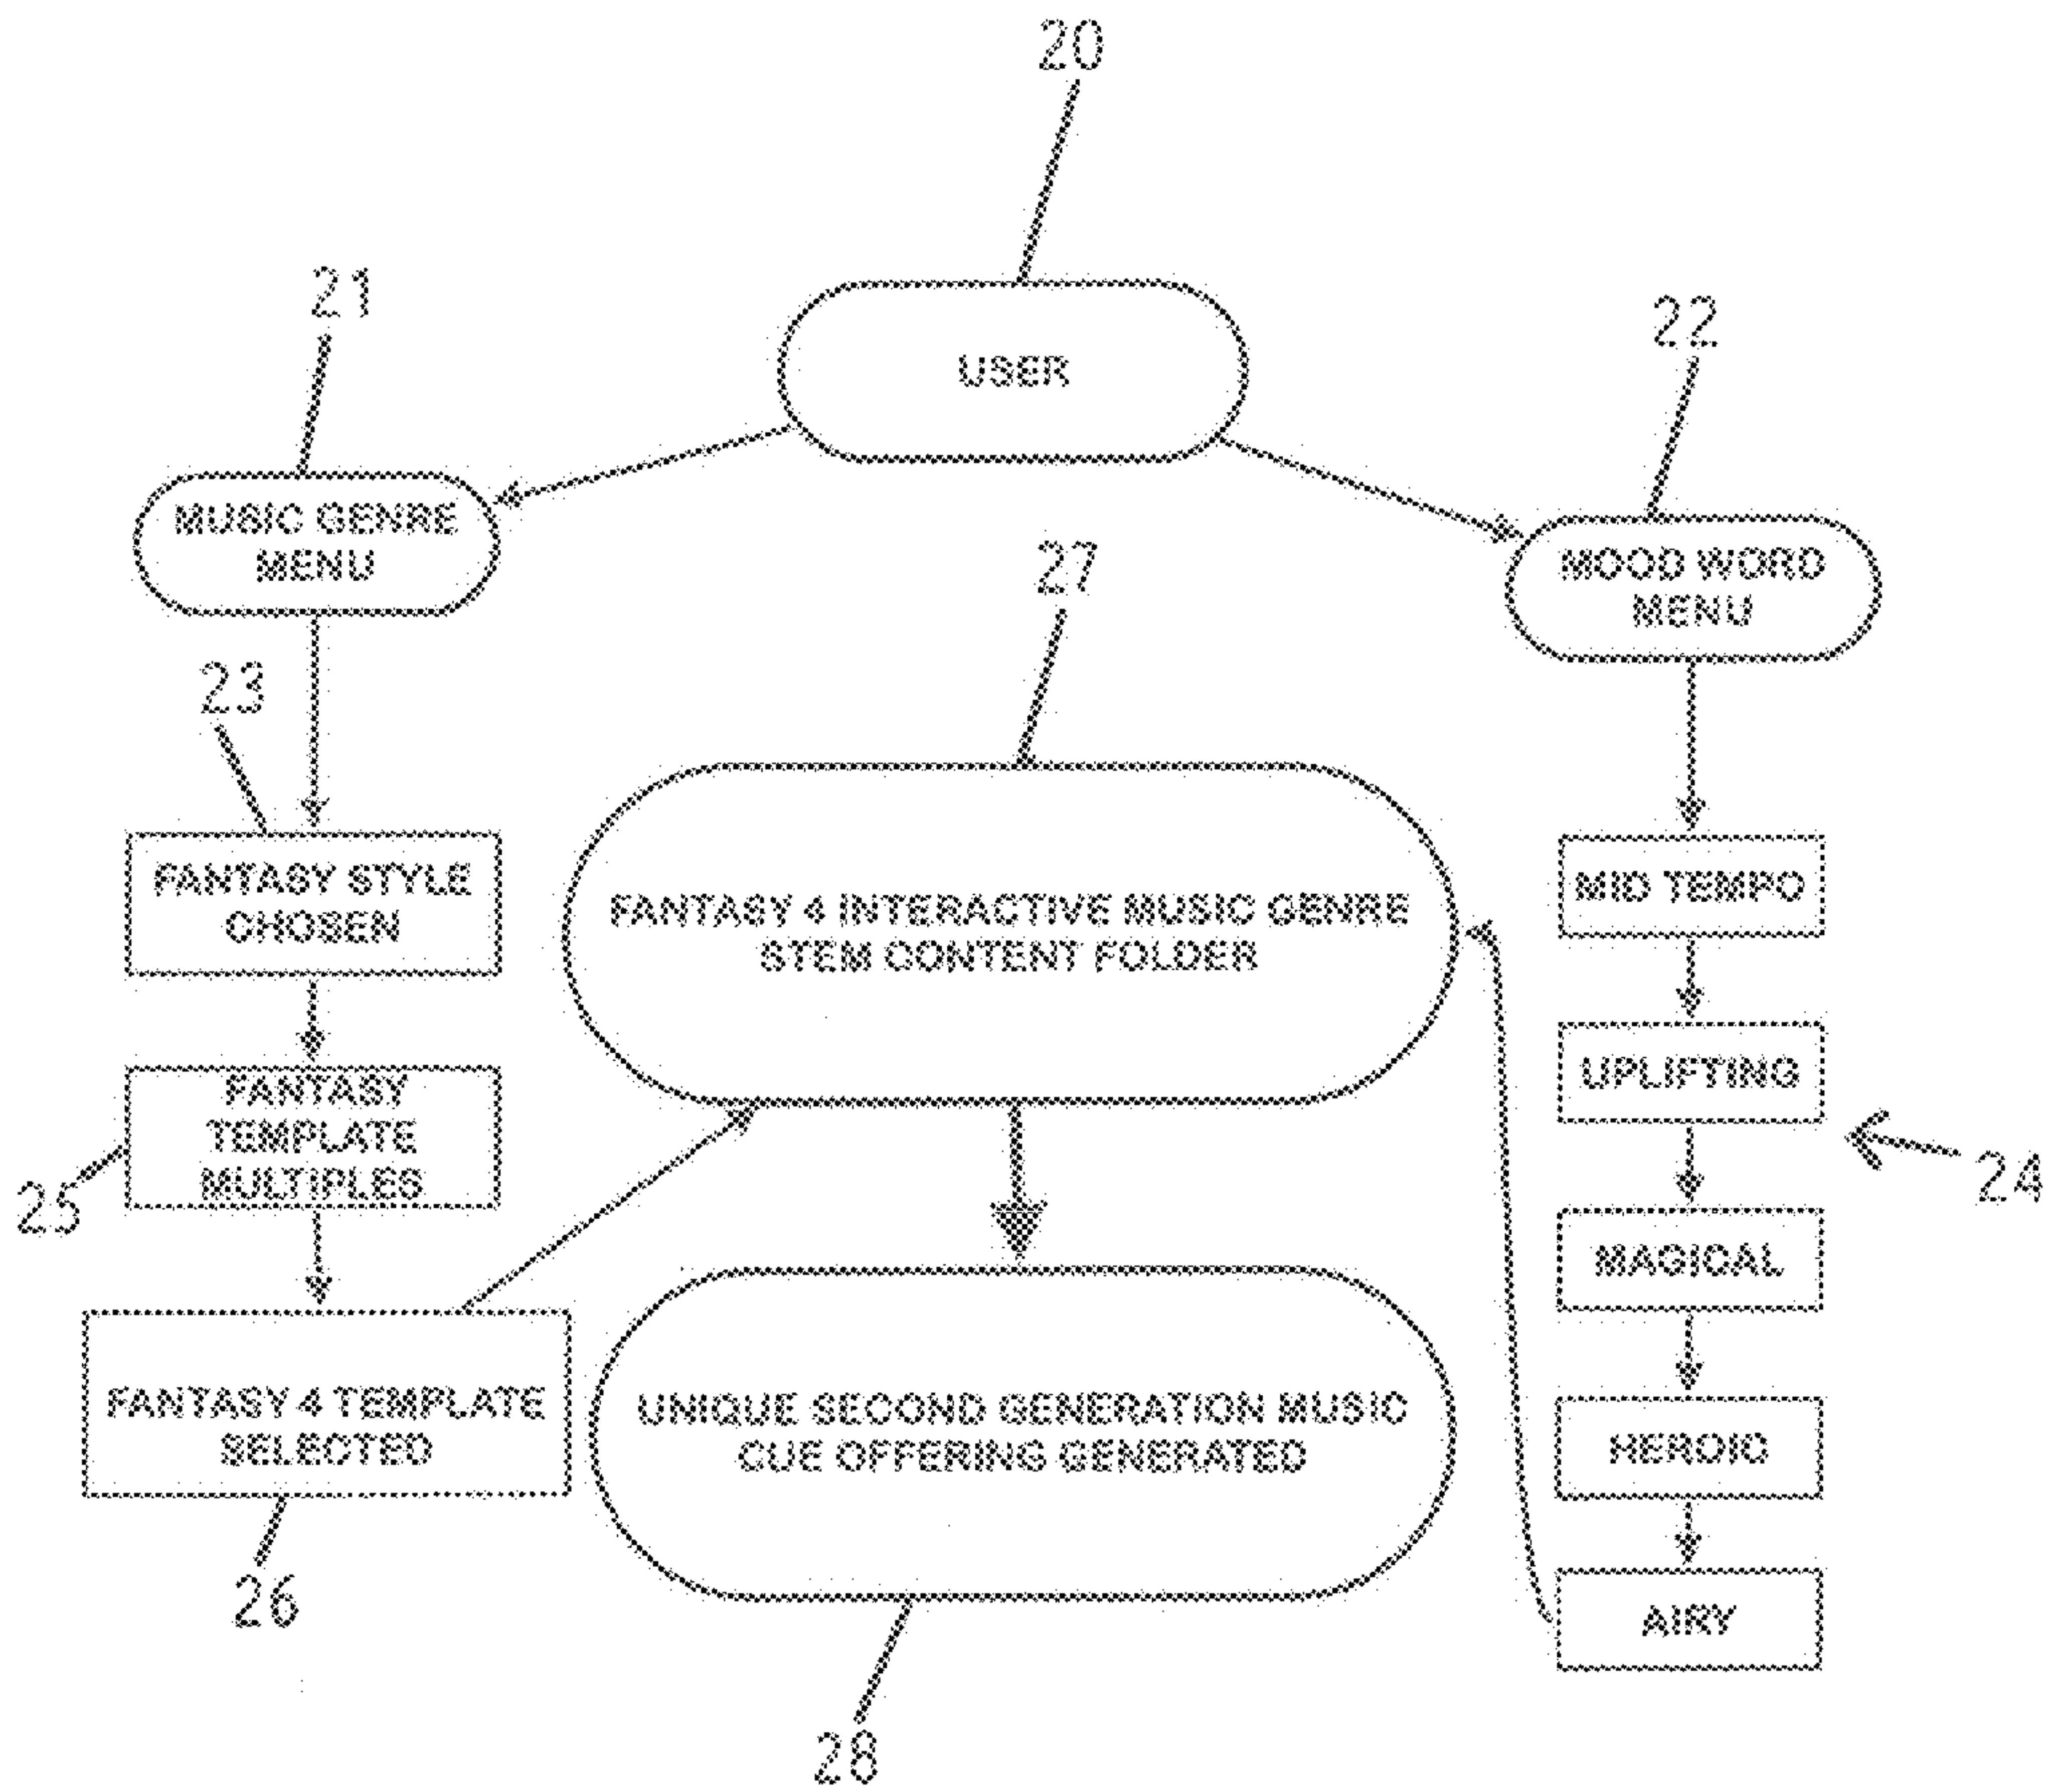 20
21
22
USER
MUSIC GENRE
MENU
MOOD WORD
MENU
27
23
FANTASY STYLE
CHOSEN
FANTASY 4 INTERACTIVE MUSIC GENRE
STEM CONTENT FOLDER
MID TEMPO
UPLIFTING
FANTASY
TEMPLATE
MULTIPLES
25
24
MAGICAL
FANTASY 4 TEMPLATE
SELECTED
UNIQUE SECOND GENERATION MUSIC
CUE OFFERING GENERATED
HEROIC
26
AIRY
28